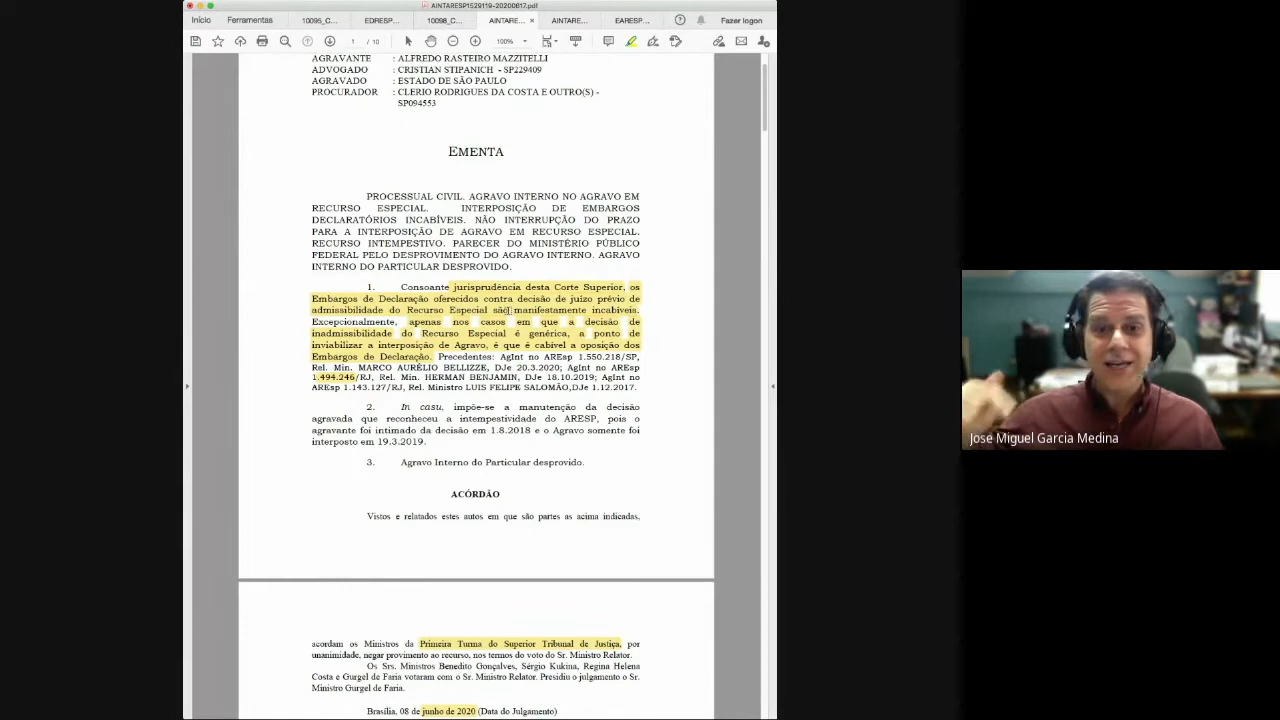 AINTARESP1529119-20200817.pdf
Início Ferramentas 10095_C... EDRESP... 10098_C... AINTARE... × AINTARE... EARESP... Fazer logon
1 / 10 100%
AGRAVANTE : ALFREDO RASTEIRO MAZZITELLI
ADVOGADO : CRISTIAN STIPANICH - SP229409
AGRAVADO : ESTADO DE SÃO PAULO
PROCURADOR : CLERIO RODRIGUES DA COSTA E OUTRO(S) -
SP094553
EMENTA
PROCESSUAL CIVIL. AGRAVO INTERNO NO AGRAVO EM
RECURSO ESPECIAL. INTERPOSIÇÃO DE EMBARGOS
DECLARATÓRIOS INCABÍVEIS. NÃO INTERRUPÇÃO DO PRAZO
PARA A INTERPOSIÇÃO DE AGRAVO EM RECURSO ESPECIAL.
RECURSO INTEMPESTIVO. PARECER DO MINISTÉRIO PÚBLICO
FEDERAL PELO DESPROVIMENTO DO AGRAVO INTERNO. AGRAVO
INTERNO DO PARTICULAR DESPROVIDO.
1. Consoante jurisprudência desta Corte Superior, os
Embargos de Declaração oferecidos contra decisão de juízo prévio de
admissibilidade do Recurso Especial são manifestamente incabíveis.
Excepcionalmente, apenas nos casos em que a decisão de
inadmissibilidade do Recurso Especial é genérica, a ponto de
inviabilizar a interposição de Agravo, é que é cabível a oposição dos
Embargos de Declaração. Precedentes: AgInt no AREsp 1.550.218/SP,
Rel. Min. MARCO AURÉLIO BELLIZZE, DJe 20.3.2020; AgInt no AREsp
1.494.246/RJ, Rel. Min. HERMAN BENJAMIN, DJe 18.10.2019; AgInt no
AREsp 1.143.127/RJ, Rel. Ministro LUIS FELIPE SALOMÃO,DJe 1.12.2017.
2. In casu, impõe-se a manutenção da decisão
agravada que reconheceu a intempestividade do ARESP, pois o
agravante foi intimado da decisão em 1.8.2018 e o Agravo somente foi
interposto em 19.3.2019.
3. Agravo Interno do Particular desprovido.
ACÓRDÃO
Vistos e relatados estes autos em que são partes as acima indicadas,
acordam os Ministros da Primeira Turma do Superior Tribunal de Justiça, por
unanimidade, negar provimento ao recurso, nos termos do voto do Sr. Ministro Relator.
Os Srs. Ministros Benedito Gonçalves, Sérgio Kukina, Regina Helena
Costa e Gurgel de Faria votaram com o Sr. Ministro Relator. Presidiu o julgamento o Sr.
Ministro Gurgel de Faria.
Brasília, 08 de junho de 2020 (Data do Julgamento)
Jose Miguel Garcia Medina